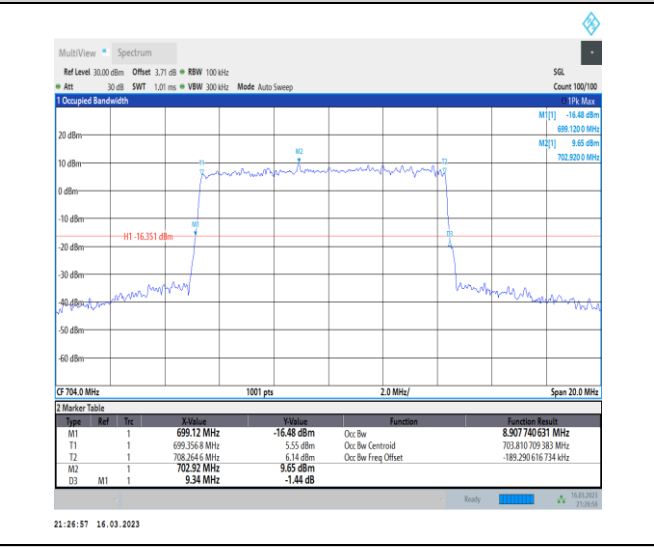 MultiView Spectrum
Ref Level 30.00 dBm Offset 3.71 dB RBW 100 kHz SGL
Att 30 dB SWT 1.01 ms VBW 300 kHz Mode Auto Sweep Count 100/100
1 Occupied Bandwidth 1Pk Max
M1[1] -16.48 dBm
699.120 0 MHz
M2[1] 9.65 dBm
702.920 0 MHz
20 dBm
M2
T1 T2
10 dBm
0 dBm
-10 dBm
M1
D3
H1 -16.351 dBm
-20 dBm
-30 dBm
-40 dBm
-50 dBm
-60 dBm
CF 704.0 MHz 1001 pts 2.0 MHz/ Span 20.0 MHz
2 Marker Table
Type Ref Trc X-Value Y-Value Function Function Result
M1 1 699.12 MHz -16.48 dBm Occ Bw 8.907 740 631 MHz
T1 1 699.356 8 MHz 5.55 dBm Occ Bw Centroid 703.810 709 383 MHz
T2 1 708.264 6 MHz 6.14 dBm Occ Bw Freq Offset -189.290 616 734 kHz
M2 1 702.92 MHz 9.65 dBm
D3 M1 1 9.34 MHz -1.44 dB
Ready 16.03.2023
21:26:56
21:26:57 16.03.2023